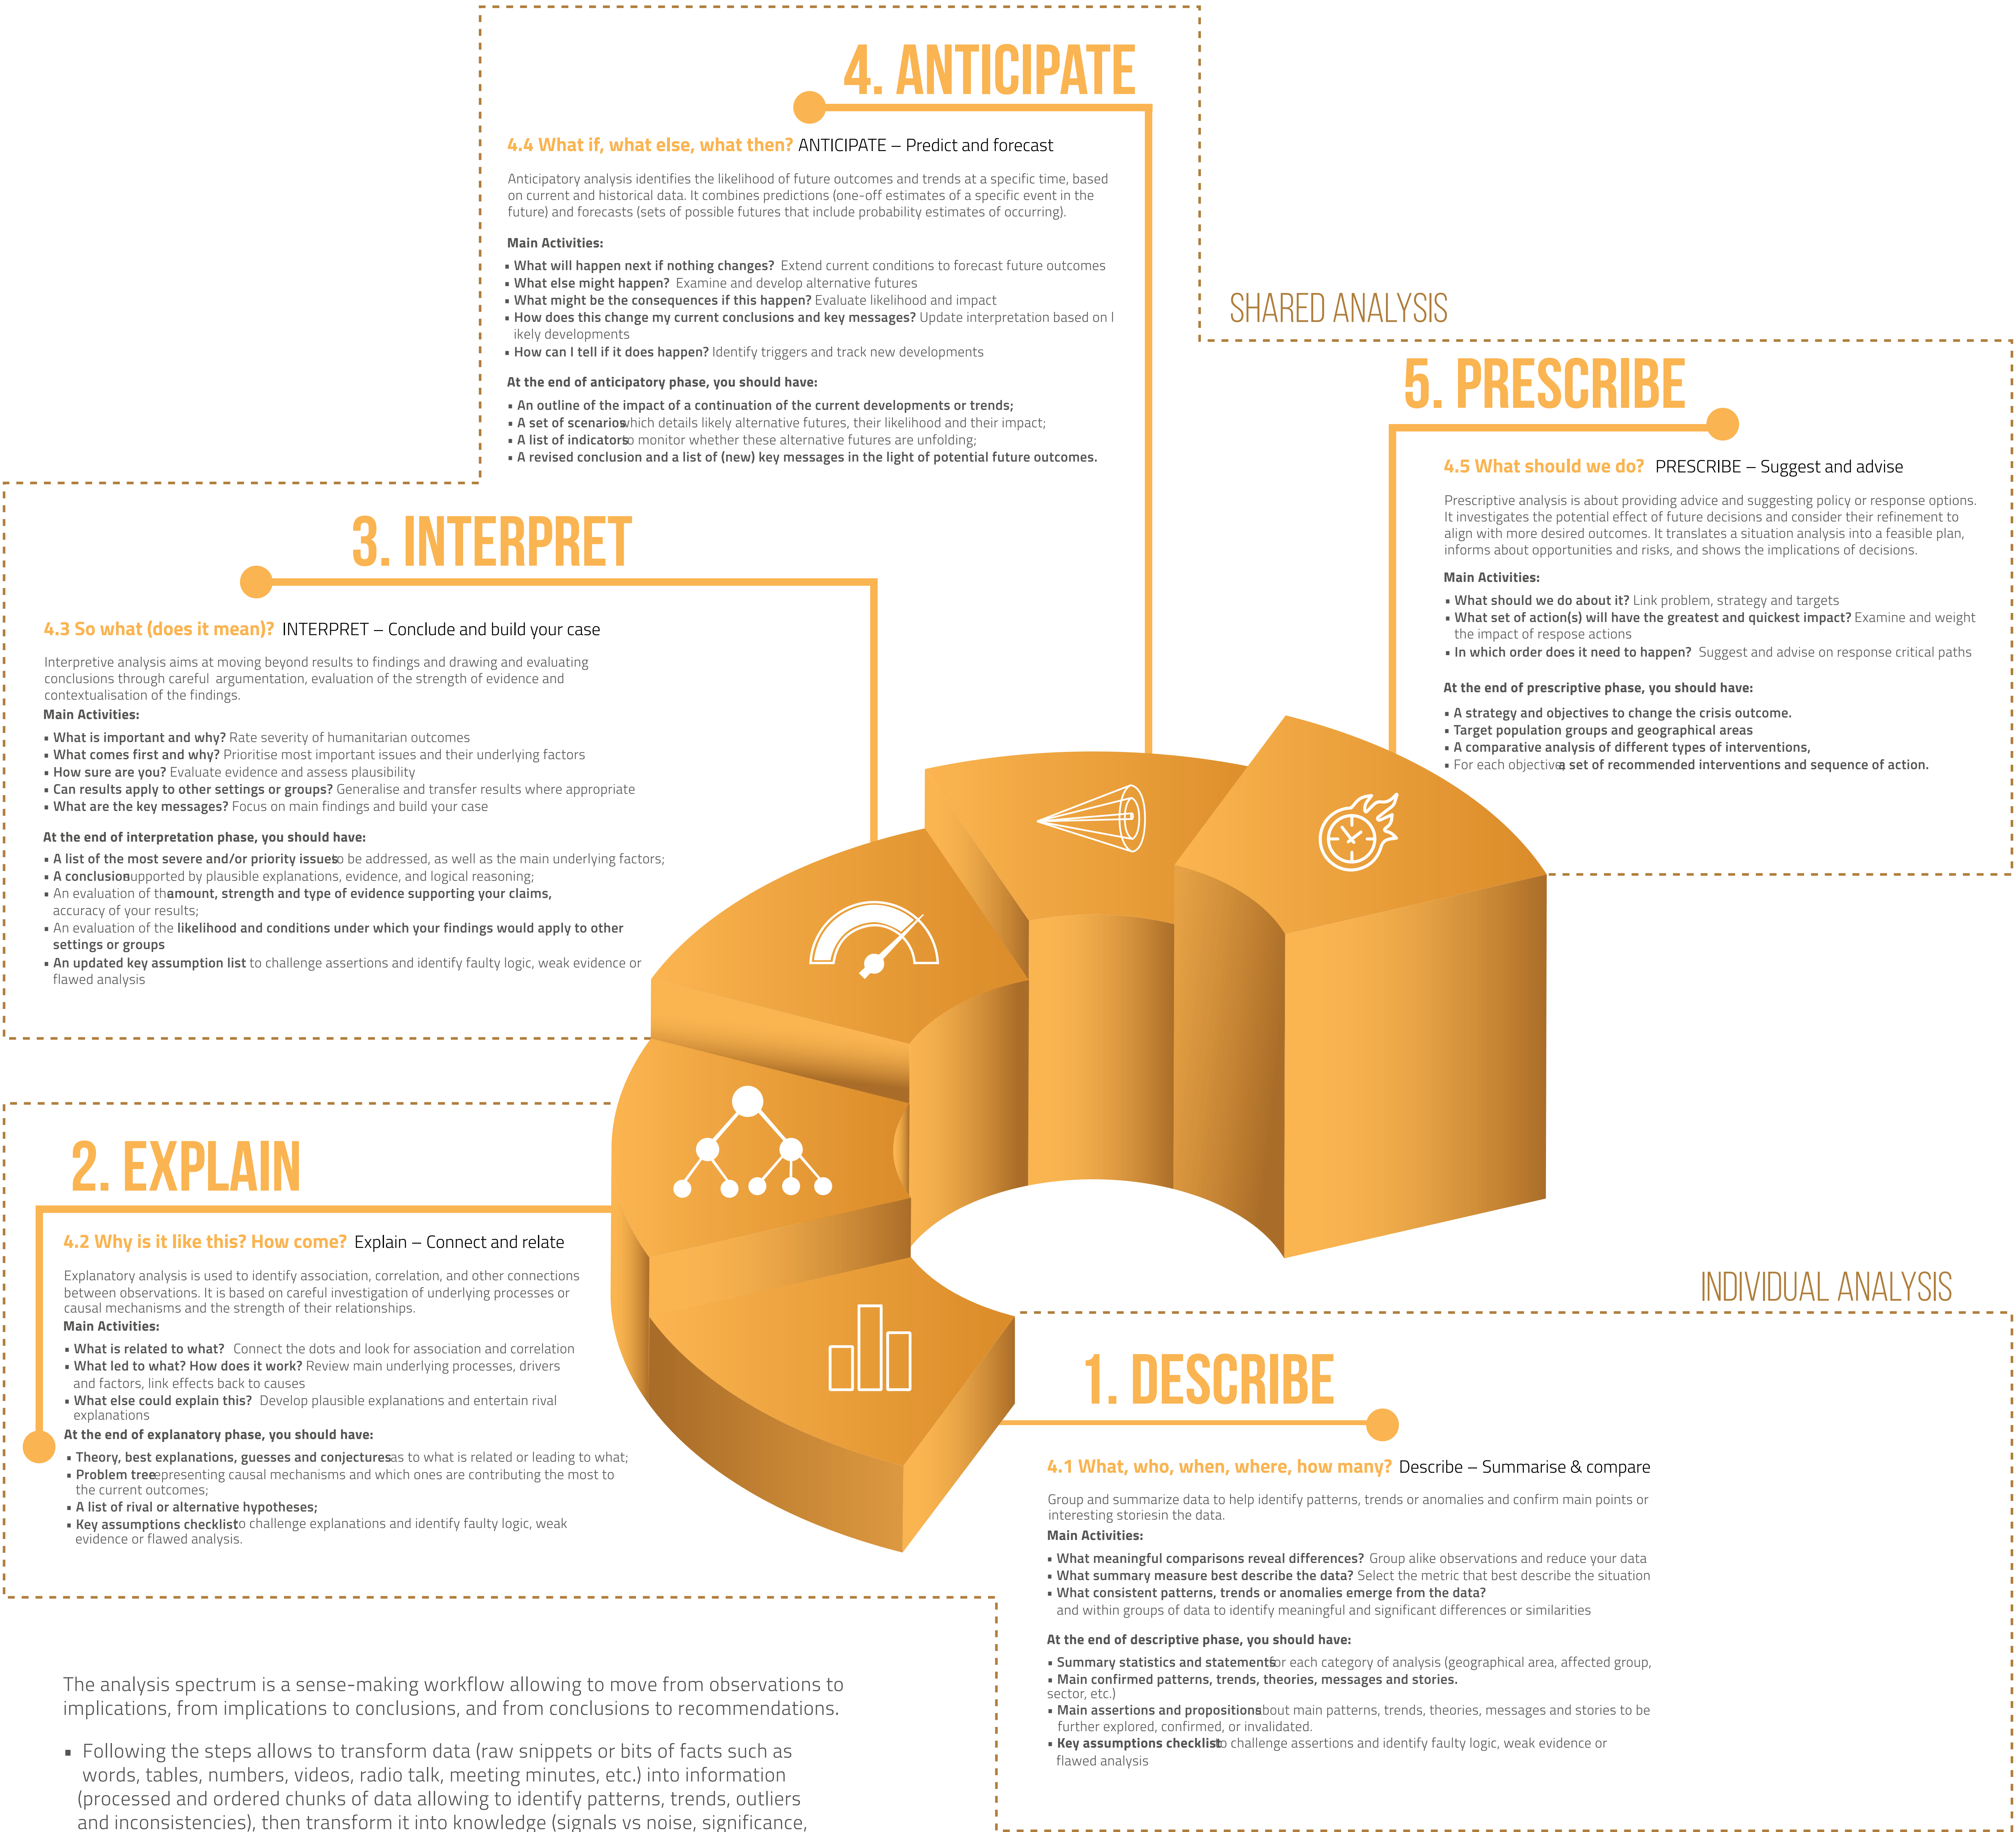 4. ANTICIPATE
4.4 What if, what else, what then? ANTICIPATE – Predict and forecast
Anticipatory analysis identifies the likelihood of future outcomes and trends at a specific time, based
on current and historical data. It combines predictions (one-off estimates of a specific event in the
future) and forecasts (sets of possible futures that include probability estimates of occurring).
Main Activities:
▪ What will happen next if nothing changes? Extend current conditions to forecast future outcomes
▪ What else might happen? Examine and develop alternative futures
▪ What might be the consequences if this happen? Evaluate likelihood and impact
▪ How does this change my current conclusions and key messages? Update interpretation based on l
ikely developments
▪ How can I tell if it does happen? Identify triggers and track new developments
At the end of anticipatory phase, you should have:
▪ An outline of the impact of a continuation of the current developments or trends;
▪ A set of scenarios which details likely alternative futures, their likelihood and their impact;
▪ A list of indicators to monitor whether these alternative futures are unfolding;
▪ A revised conclusion and a list of (new) key messages in the light of potential future outcomes.
SHARED ANALYSIS
5. PRESCRIBE
4.5 What should we do? PRESCRIBE – Suggest and advise
Prescriptive analysis is about providing advice and suggesting policy or response options.
It investigates the potential effect of future decisions and consider their refinement to
align with more desired outcomes. It translates a situation analysis into a feasible plan,
informs about opportunities and risks, and shows the implications of decisions.
Main Activities:
▪ What should we do about it? Link problem, strategy and targets
▪ What set of action(s) will have the greatest and quickest impact? Examine and weight
the impact of respose actions
▪ In which order does it need to happen? Suggest and advise on response critical paths
At the end of prescriptive phase, you should have:
▪ A strategy and objectives to change the crisis outcome.
▪ Target population groups and geographical areas
▪ A comparative analysis of different types of interventions,
▪ For each objective, a set of recommended interventions and sequence of action.
3. INTERPRET
4.3 So what (does it mean)? INTERPRET – Conclude and build your case
Interpretive analysis aims at moving beyond results to findings and drawing and evaluating
conclusions through careful argumentation, evaluation of the strength of evidence and
contextualisation of the findings.
Main Activities:
▪ What is important and why? Rate severity of humanitarian outcomes
▪ What comes first and why? Prioritise most important issues and their underlying factors
▪ How sure are you? Evaluate evidence and assess plausibility
▪ Can results apply to other settings or groups? Generalise and transfer results where appropriate
▪ What are the key messages? Focus on main findings and build your case
At the end of interpretation phase, you should have:
▪ A list of the most severe and/or priority issues to be addressed, as well as the main underlying factors;
▪ A conclusion supported by plausible explanations, evidence, and logical reasoning;
▪ An evaluation of the amount, strength and type of evidence supporting your claims,
accuracy of your results;
▪ An evaluation of the likelihood and conditions under which your findings would apply to other
settings or groups
▪ An updated key assumption list to challenge assertions and identify faulty logic, weak evidence or
flawed analysis
2. EXPLAIN
4.2 Why is it like this? How come? Explain – Connect and relate
Explanatory analysis is used to identify association, correlation, and other connections
between observations. It is based on careful investigation of underlying processes or
causal mechanisms and the strength of their relationships.
Main Activities:
▪ What is related to what? Connect the dots and look for association and correlation
▪ What led to what? How does it work? Review main underlying processes, drivers
and factors, link effects back to causes
▪ What else could explain this? Develop plausible explanations and entertain rival
explanations
At the end of explanatory phase, you should have:
▪ Theory, best explanations, guesses and conjectures as to what is related or leading to what;
▪ Problem tree representing causal mechanisms and which ones are contributing the most to
the current outcomes;
▪ A list of rival or alternative hypotheses;
▪ Key assumptions checklist to challenge explanations and identify faulty logic, weak
evidence or flawed analysis.
INDIVIDUAL ANALYSIS
1. DESCRIBE
4.1 What, who, when, where, how many? Describe – Summarise & compare
Group and summarize data to help identify patterns, trends or anomalies and confirm main points or
interesting storiesin the data.
Main Activities:
▪ What meaningful comparisons reveal differences? Group alike observations and reduce your data
▪ What summary measure best describe the data? Select the metric that best describe the situation
▪ What consistent patterns, trends or anomalies emerge from the data?
and within groups of data to identify meaningful and significant differences or similarities
At the end of descriptive phase, you should have:
▪ Summary statistics and statements for each category of analysis (geographical area, affected group,
▪ Main confirmed patterns, trends, theories, messages and stories.
sector, etc.)
▪ Main assertions and propositions about main patterns, trends, theories, messages and stories to be
further explored, confirmed, or invalidated.
▪ Key assumptions checklist to challenge assertions and identify faulty logic, weak evidence or
flawed analysis
The analysis spectrum is a sense-making workflow allowing to move from observations to
implications, from implications to conclusions, and from conclusions to recommendations.
▪ Following the steps allows to transform data (raw snippets or bits of facts such as
words, tables, numbers, videos, radio talk, meeting minutes, etc.) into information
(processed and ordered chunks of data allowing to identify patterns, trends, outliers
and inconsistencies), then transform it into knowledge (signals vs noise, significance,